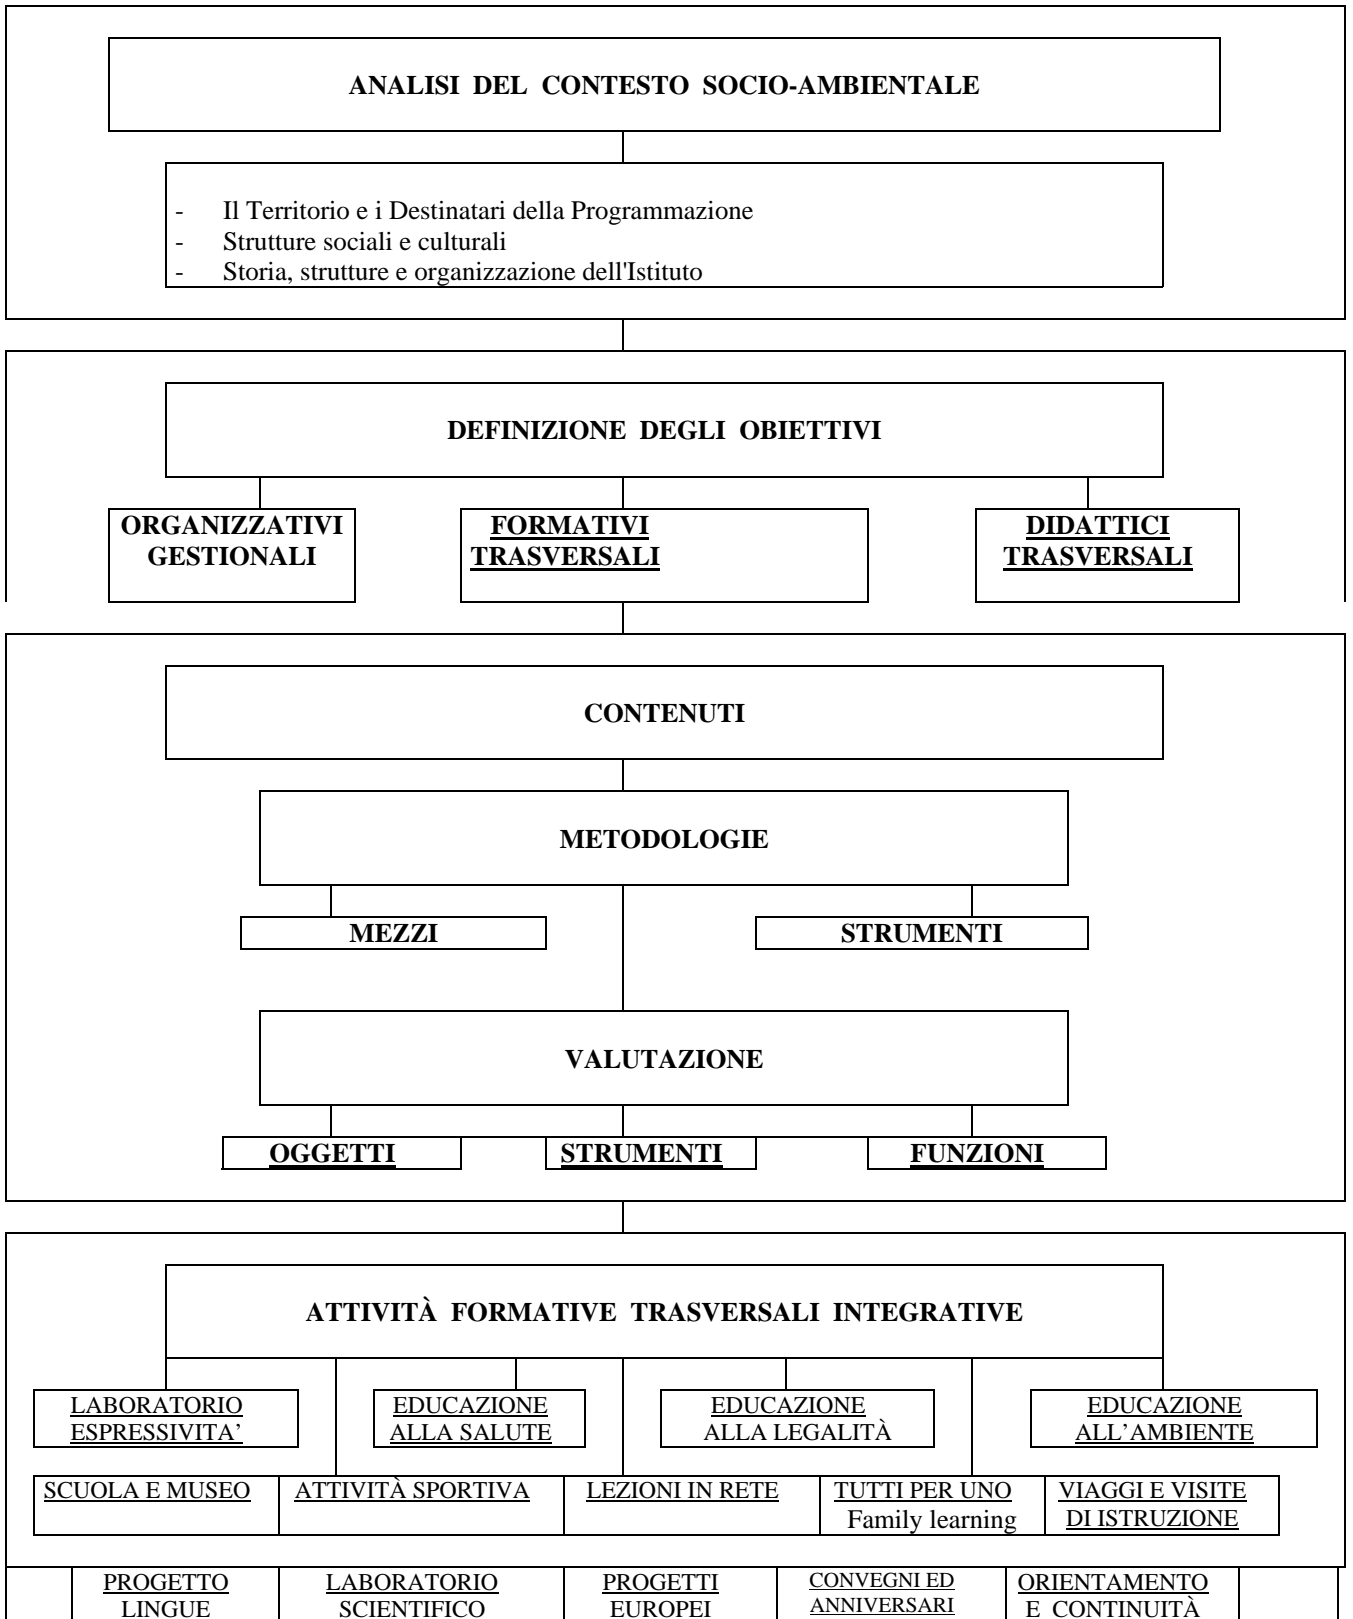 ANALISI DEL CONTESTO SOCIO-AMBIENTALE
- Il Territorio e i Destinatari della Programmazione
- Strutture sociali e culturali
- Storia, strutture e organizzazione dell'Istituto
DEFINIZIONE DEGLI OBIETTIVI
ORGANIZZATIVI
GESTIONALI
FORMATIVI
TRASVERSALI
DIDATTICI
TRASVERSALI
CONTENUTI
METODOLOGIE
MEZZI
STRUMENTI
VALUTAZIONE
OGGETTI
STRUMENTI
FUNZIONI
ATTIVITÀ FORMATIVE TRASVERSALI INTEGRATIVE
LABORATORIO
ESPRESSIVITA’
EDUCAZIONE
ALLA SALUTE
EDUCAZIONE
ALLA LEGALITÀ
EDUCAZIONE
ALL’AMBIENTE
SCUOLA E MUSEO
ATTIVITÀ SPORTIVA
LEZIONI IN RETE
TUTTI PER UNO
Family learning
VIAGGI E VISITE
DI ISTRUZIONE
PROGETTO
LINGUE
LABORATORIO
SCIENTIFICO
PROGETTI
EUROPEI
CONVEGNI ED
ANNIVERSARI
ORIENTAMENTO
E CONTINUITÀ